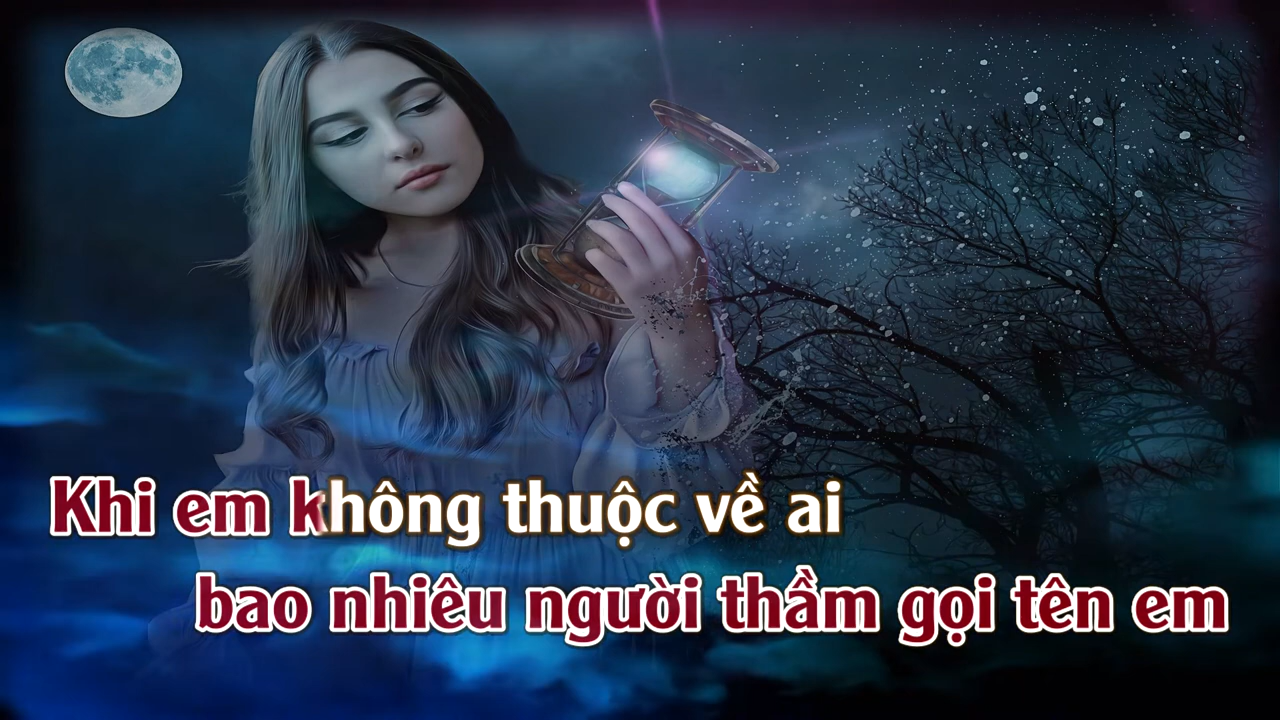 Khi em không thuộc về ai
bao nhiêu người thầm gọi tên em